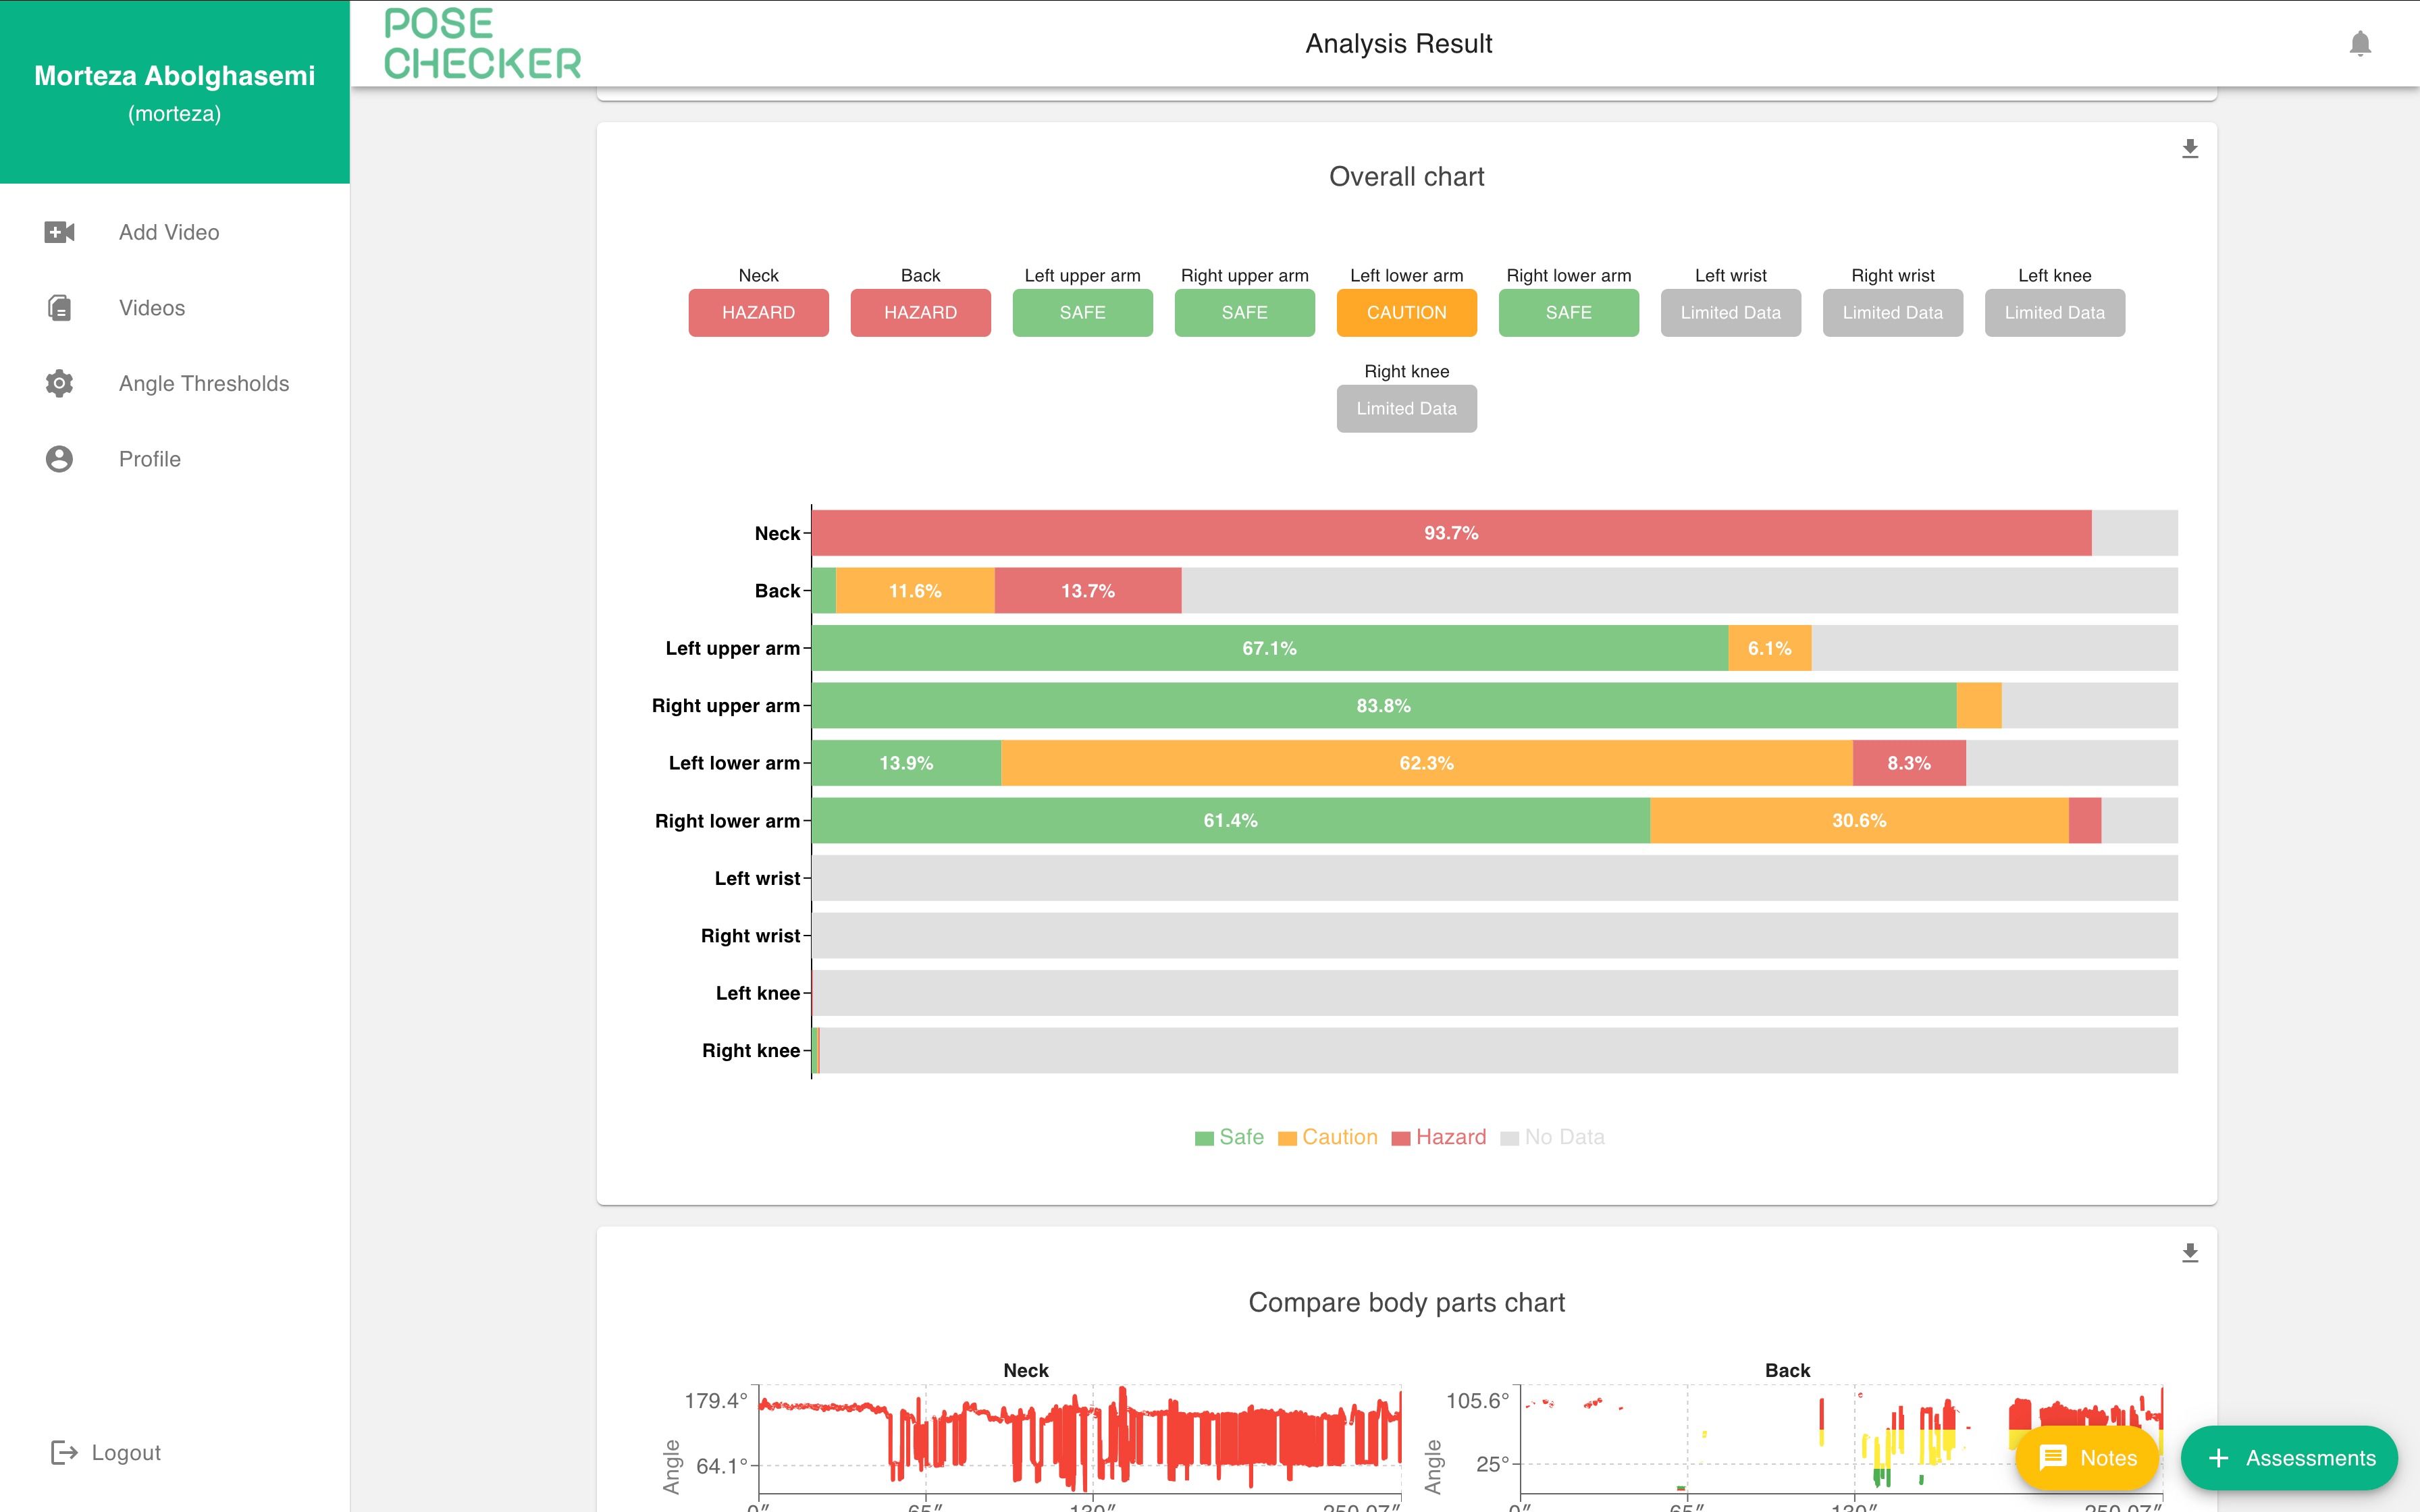 Morteza Abolghasemi
(morteza)
Add Video
Videos
Angle Thresholds
Profile
Logout
POSE
CHECKER
Analysis Result
Overall chart
Neck Back Left upper arm Right upper arm Left lower arm Right lower arm Left wrist Right wrist Left knee
HAZARD HAZARD SAFE SAFE CAUTION SAFE Limited Data Limited Data Limited Data
Right knee
Limited Data
Neck 93.7%
Back 11.6% 13.7%
Left upper arm 67.1% 6.1%
Right upper arm 83.8%
Left lower arm 13.9% 62.3% 8.3%
Right lower arm 61.4% 30.6%
Left wrist
Right wrist
Left knee
Right knee
Safe Caution Hazard No Data
Compare body parts chart
Neck
179.4°
64.1°
Angle
0″ 65″ 130″
Back
105.6°
25°
Angle
0″ 65″ 130″
Notes
Assessments